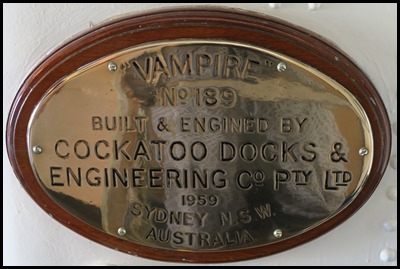 "VAMPIRE"
Nº 189
BUILT & ENGINED BY
COCKATOO DOCKS &
ENGINEERING Cº PTY LTD
1959
SYDNEY N.S.W.
AUSTRALIA